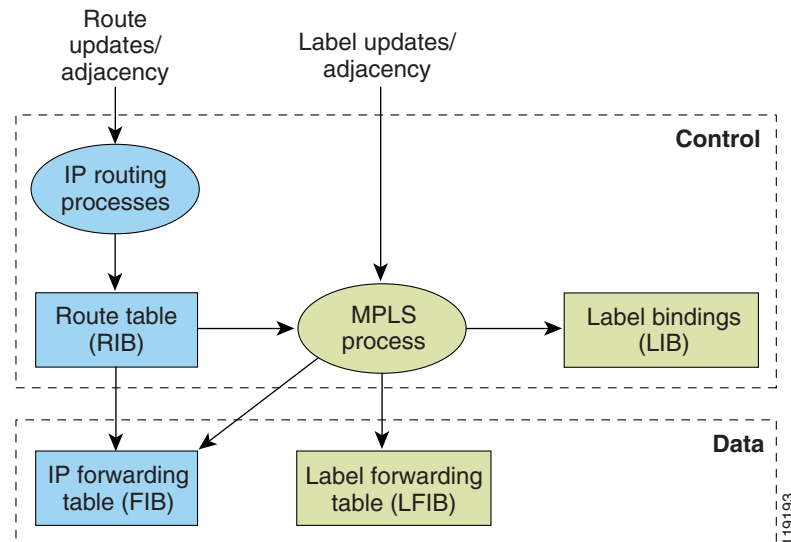 Route
updates/
adjacency
Label updates/
adjacency
Control
IP routing
processes
Route table
(RIB)
MPLS
process
Label bindings
(LIB)
Data
IP forwarding
table (FIB)
Label forwarding
table (LFIB)